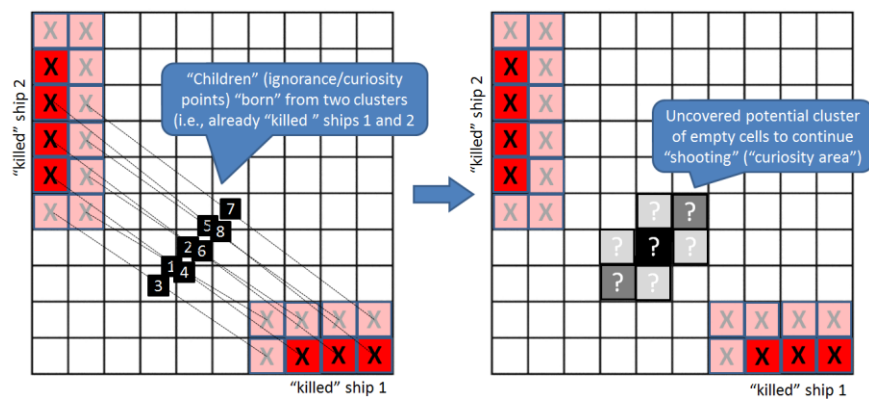 “killed” ship 2
X X
X X
X X
X X
X X
X X
“Children” (ignorance/curiosity
points) “born” from two clusters
(i.e., already “killed ” ships 1 and 2
7
5
8
2
6
1
4
3
X X X X
X X X X
“killed” ship 1
“killed” ship 2
X X
X X
X X
X X
X X
X X
Uncovered potential cluster
of empty cells to continue
“shooting” (“curiosity area”)
? ?
? ? ?
? ?
X X X X
X X X X
“killed” ship 1